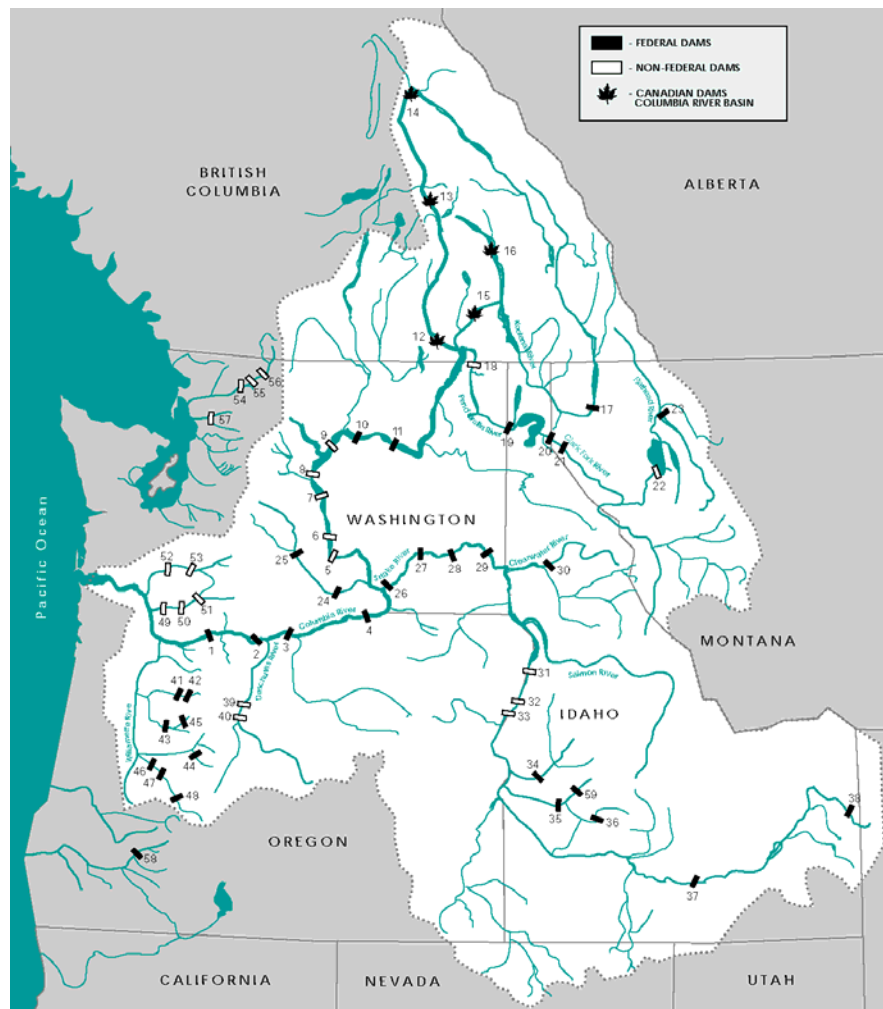 - FEDERAL DAMS
- NON-FEDERAL DAMS
- CANADIAN DAMS
COLUMBIA RIVER BASIN
14
BRITISH
COLUMBIA
ALBERTA
13
16
15
12
Kootenai River
18
56
55
54
57
17
Flathead River
23
Pend Oreille River
19
20
21
Clark Fork River
22
9
10
11
8
7
WASHINGTON
6
5
25
Snake River
27
28
29
Clearwater River
30
52
53
24
26
Pacific Ocean
51
49
50
Columbia River
1
2
3
4
MONTANA
Deschutes River
31
Salmon River
41
42
39
40
32
33
IDAHO
43
45
Willamette River
44
46
47
48
34
59
35
36
38
OREGON
58
37
CALIFORNIA
NEVADA
UTAH